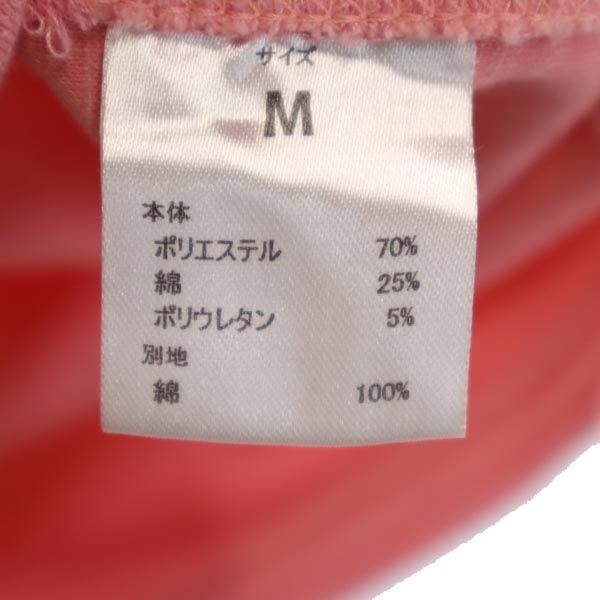 サイズ
M
本体
ポリエステル 70%
綿 25%
ポリウレタン 5%
別地
綿 100%